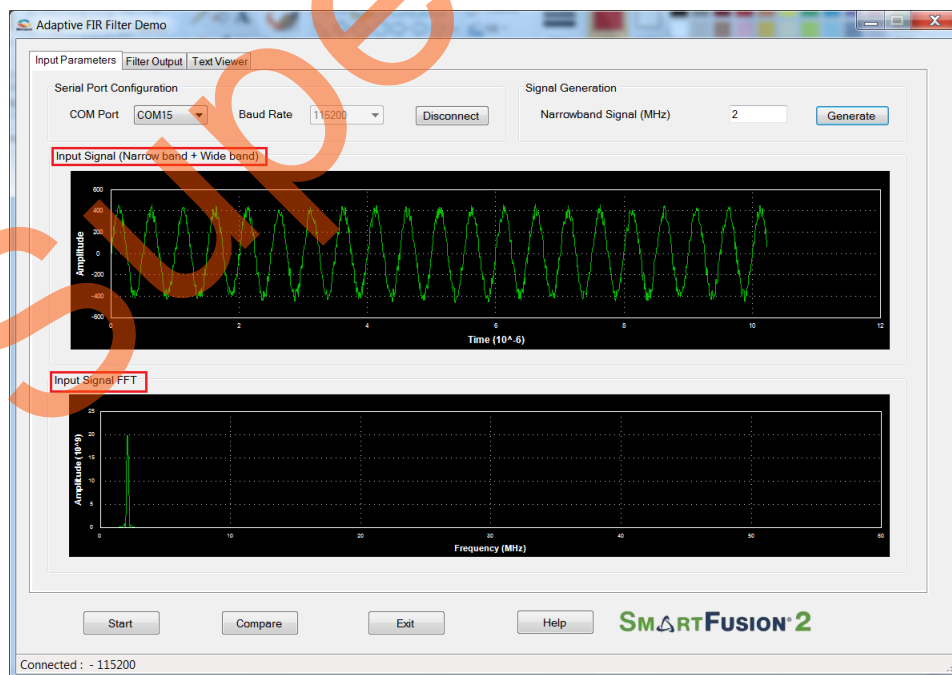 Adaptive FIR Filter Demo
Input Parameters Filter Output Text Viewer
Serial Port Configuration
COM Port COM15 Baud Rate 115200 Disconnect
Signal Generation
Narrowband Signal (MHz) 2 Generate
Input Signal (Narrow band + Wide band)
600
400
200
0
-200
-400
-600
Amplitude
0 2 4 6 8 10 12
Time (10^-6)
Input Signal FFT
25
20
15
10
5
0
Amplitude (10^9)
0 10 20 30 40 50 60
Frequency (MHz)
Start Compare Exit Help SMARTFUSION 2
Connected : - 115200
Supe